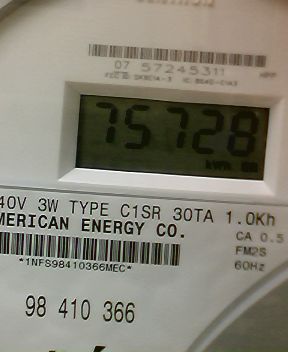 07 57245311
75728
kWh
40V 3W TYPE C1SR 30TA 1.0Kh
MERICAN ENERGY CO.
CA 0.5
FM2S
60Hz
*1NFS98410366MEC*
98 410 366